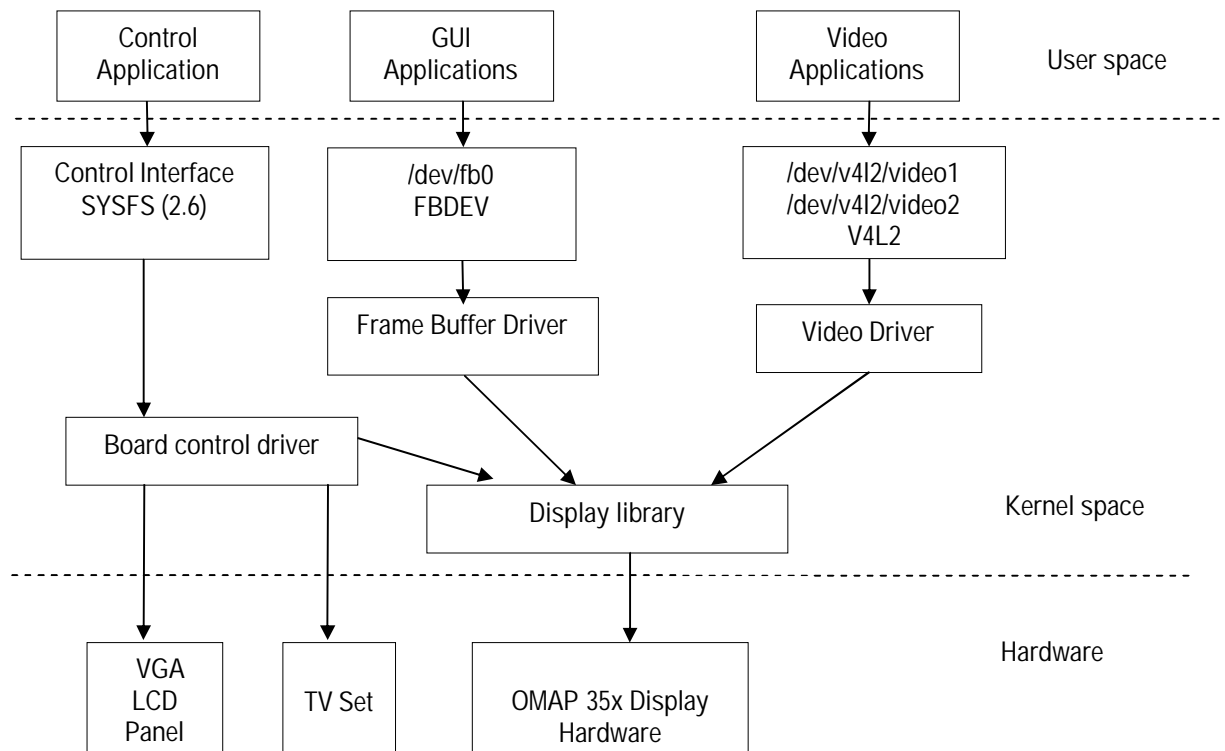 Control
Application
GUI
Applications
Video
Applications
User space
Control Interface
SYSFS (2.6)
/dev/fb0
FBDEV
/dev/v4l2/video1
/dev/v4l2/video2
V4L2
Frame Buffer Driver
Video Driver
Board control driver
Display library
Kernel space
VGA
LCD
Panel
TV Set
OMAP 35x Display
Hardware
Hardware